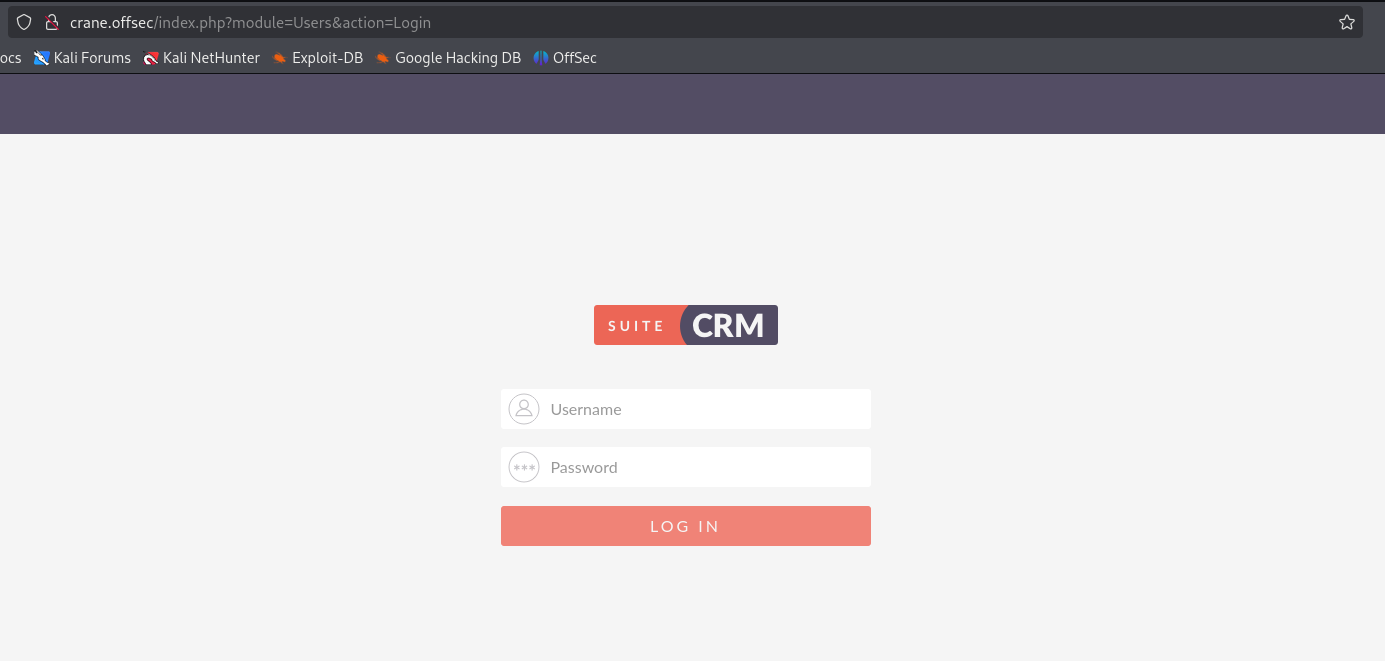 crane.offsec/index.php?module=Users&action=Login
ocs Kali Forums Kali NetHunter Exploit-DB Google Hacking DB OffSec
SUITE CRM
Username
*** Password
LOG IN